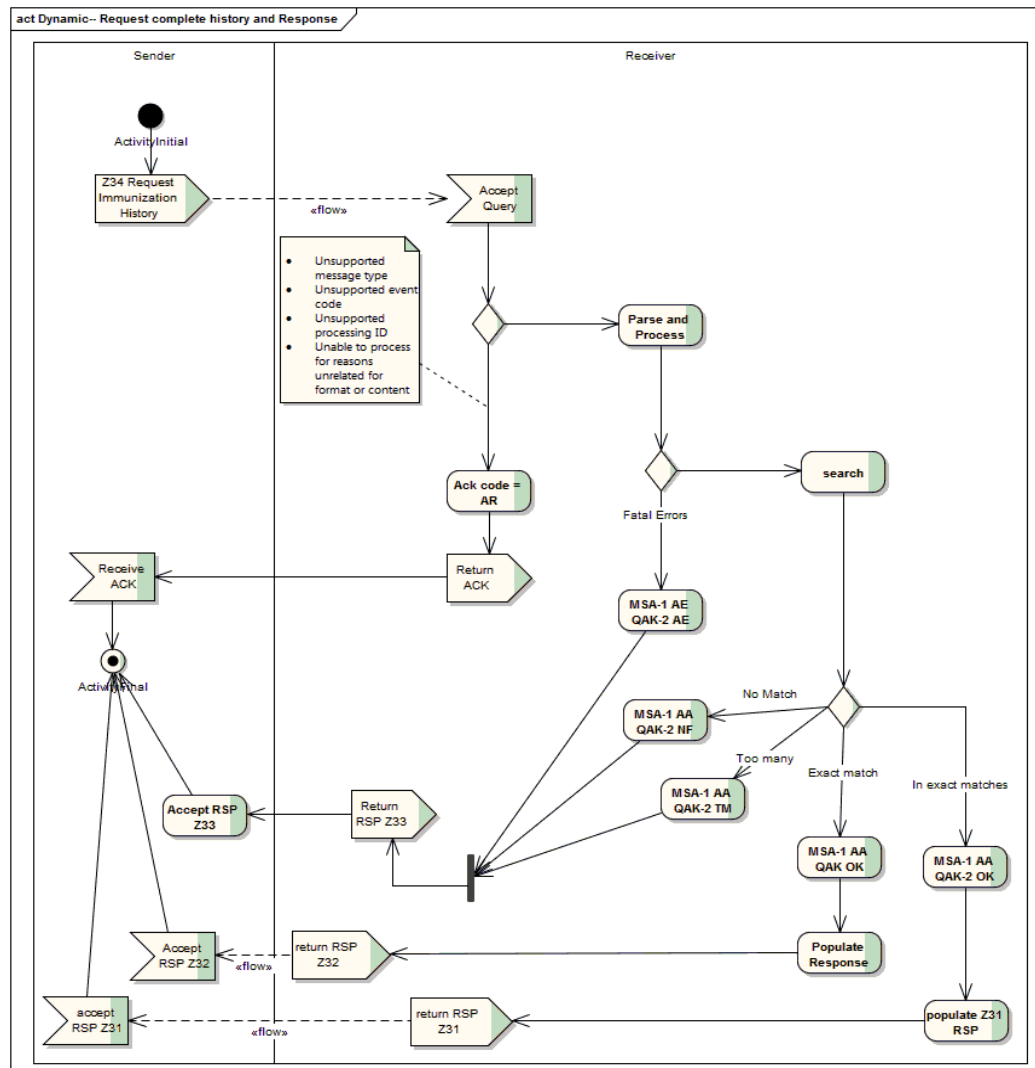 act Dynamic-- Request complete history and Response
Sender
Receiver
ActivityInitial
Z34 Request
Immunization
History
«flow»
Accept
Query
• Unsupported
message type
• Unsupported event
code
• Unsupported
processing ID
• Unable to process
for reasons
unrelated for
format or content
Parse and
Process
search
Ack code =
AR
Fatal Errors
Receive
ACK
Return
ACK
MSA-1 AE
QAK-2 AE
ActivityFinal
No Match
MSA-1 AA
QAK-2 NF
Too many
Exact match
In exact matches
MSA-1 AA
QAK-2 TM
Accept RSP
Z33
Return
RSP Z33
MSA-1 AA
QAK OK
MSA-1 AA
QAK-2 OK
Accept
RSP Z32
«flow»
return RSP
Z32
Populate
Response
accept
RSP Z31
«flow»
return RSP
Z31
populate Z31
RSP